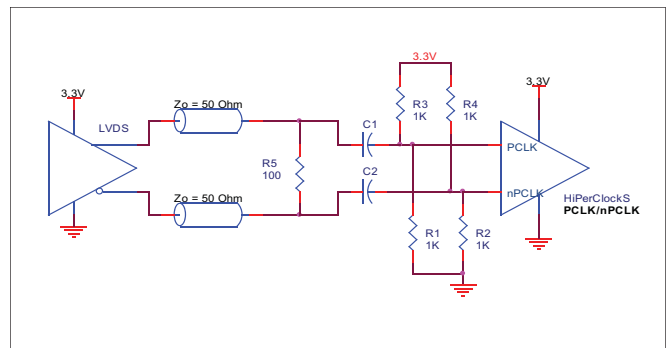 3.3V
LVDS
Zo = 50 Ohm
Zo = 50 Ohm
R5
100
C1
C2
3.3V
R3
1K
R4
1K
R1
1K
R2
1K
3.3V
PCLK
nPCLK
HiPerClockS
PCLK/nPCLK